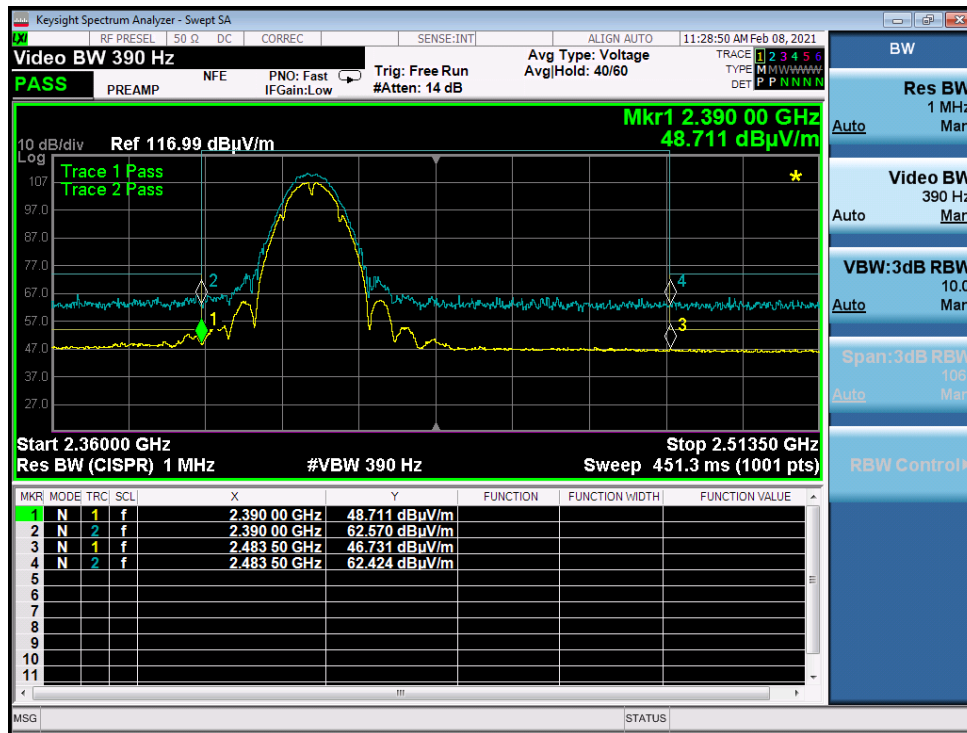 Keysight Spectrum Analyzer - Swept SA
LXI RF PRESEL 50 Ω DC CORREC SENSE:INT ALIGN AUTO 11:28:50 AM Feb 08, 2021
Video BW 390 Hz
PASS
PREAMP
NFE
PNO: Fast
IFGain:Low
Trig: Free Run
#Atten: 14 dB
Avg Type: Voltage
Avg|Hold: 40/60
TRACE 1 2 3 4 5 6
TYPE M M W W W W
DET P P N N N N
Mkr1 2.390 00 GHz
48.711 dBµV/m
10 dB/div Ref 116.99 dBµV/m
Log
Trace 1 Pass
Trace 2 Pass
*
107
97.0
87.0
77.0
67.0
57.0
47.0
37.0
27.0
2
1
4
3
Start 2.36000 GHz Stop 2.51350 GHz
Res BW (CISPR) 1 MHz #VBW 390 Hz Sweep 451.3 ms (1001 pts)
MKR MODE TRC SCL X Y FUNCTION FUNCTION WIDTH FUNCTION VALUE
1 N 1 f 2.390 00 GHz 48.711 dBµV/m
2 N 2 f 2.390 00 GHz 62.570 dBµV/m
3 N 1 f 2.483 50 GHz 46.731 dBµV/m
4 N 2 f 2.483 50 GHz 62.424 dBµV/m
5
6
7
8
9
10
11
MSG STATUS
BW
Res BW
1 MHz
Auto Man
Video BW
390 Hz
Auto Man
VBW:3dB RBW
10.0
Auto Man
Span:3dB RBW
106
Auto Man
RBW Control